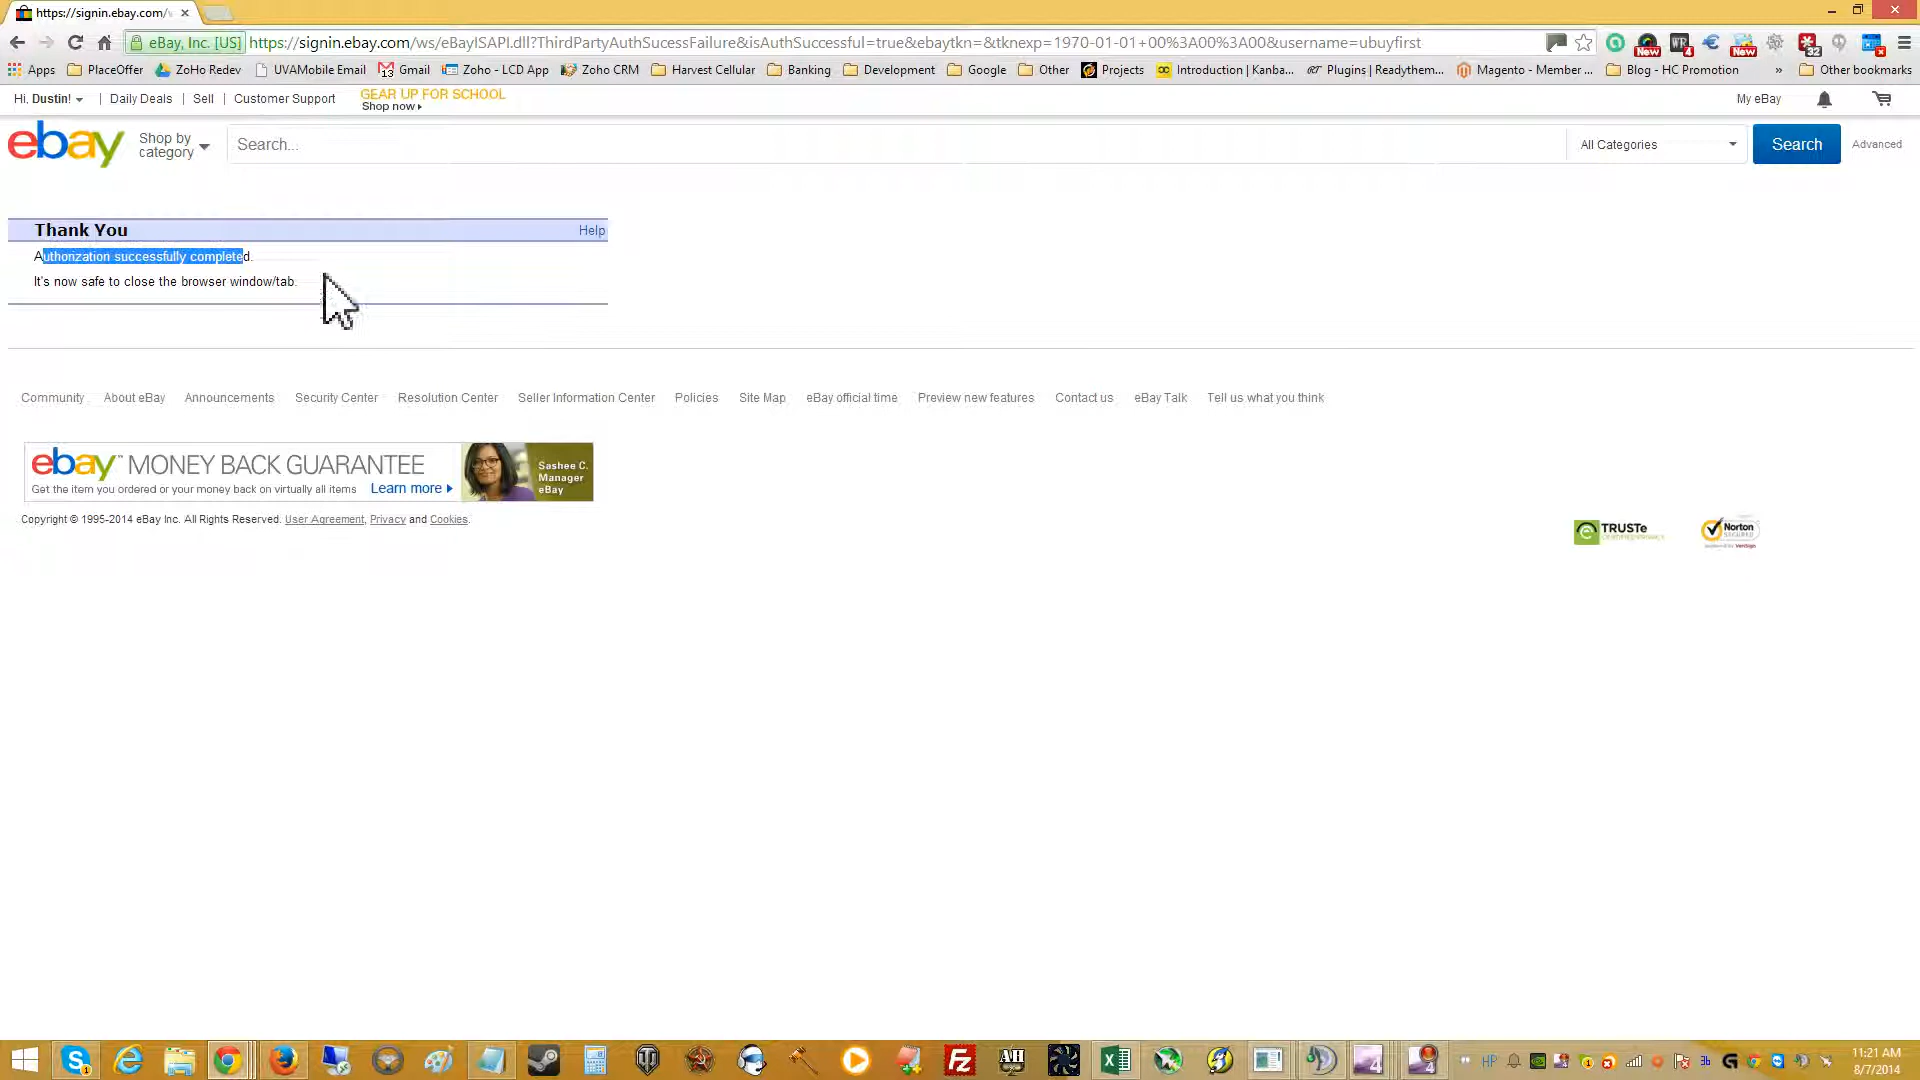 https://signin.ebay.com/
eBay, Inc. [US] https://signin.ebay.com/ws/eBayISAPI.dll?ThirdPartyAuthSucessFailure&isAuthSuccessful=true&ebaytkn=&tknexp=1970-01-01+00%3A00%3A00&username=ubuyfirst
Apps PlaceOffer ZoHo Redev UVAMobile Email Gmail Zoho - LCD App Zoho CRM Harvest Cellular Banking Development Google Other Projects Introduction | Kanba... Plugins | Readythem... Magento - Member ... Blog - HC Promotion » Other bookmarks
Hi, Dustin! Daily Deals Sell Customer Support GEAR UP FOR SCHOOL Shop now My eBay
ebay Shop by category Search... All Categories Search Advanced
Thank You Help
Authorization successfully completed.
It's now safe to close the browser window/tab.
Community About eBay Announcements Security Center Resolution Center Seller Information Center Policies Site Map eBay official time Preview new features Contact us eBay Talk Tell us what you think
ebay™ MONEY BACK GUARANTEE
Get the item you ordered or your money back on virtually all items Learn more
Sashee C.
Manager
eBay
Copyright © 1995-2014 eBay Inc. All Rights Reserved. User Agreement, Privacy and Cookies.
TRUSTe
Norton
SECURED
11:21 AM
8/7/2014